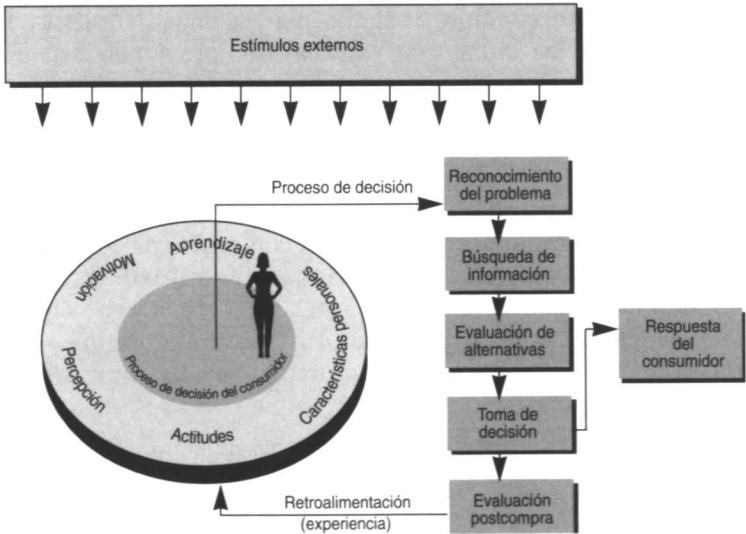 Estímulos externos
Proceso de decisión
Reconocimiento
del problema
Búsqueda de
información
Evaluación de
alternativas
Toma de
decisión
Evaluación
postcompra
Respuesta
del
consumidor
Aprendizaje
Motivación
Características personales
Percepción
Proceso de decisión del consumidor
Actitudes
Retroalimentación
(experiencia)